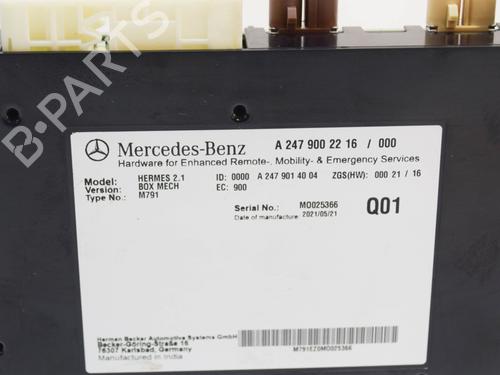 Mercedes-Benz A 247 900 22 16 / 000
Hardware for Enhanced Remote-, Mobility- & Emergency Services
Model: HERMES 2.1 ID: 0000 A 247 901 40 04 ZGS(HW): 000 21 / 16
Version: BOX MECH EC: 900
Type No.: M791
Serial No.: MO025366 Q01
Date of manufacture: 2021/05/21
Harman Becker Automotive Systems GmbH
Becker-Göring-Straße 16
76307 Karlsbad, Germany
Manufactured in India
M791EZ0MO025366
B-PARTS